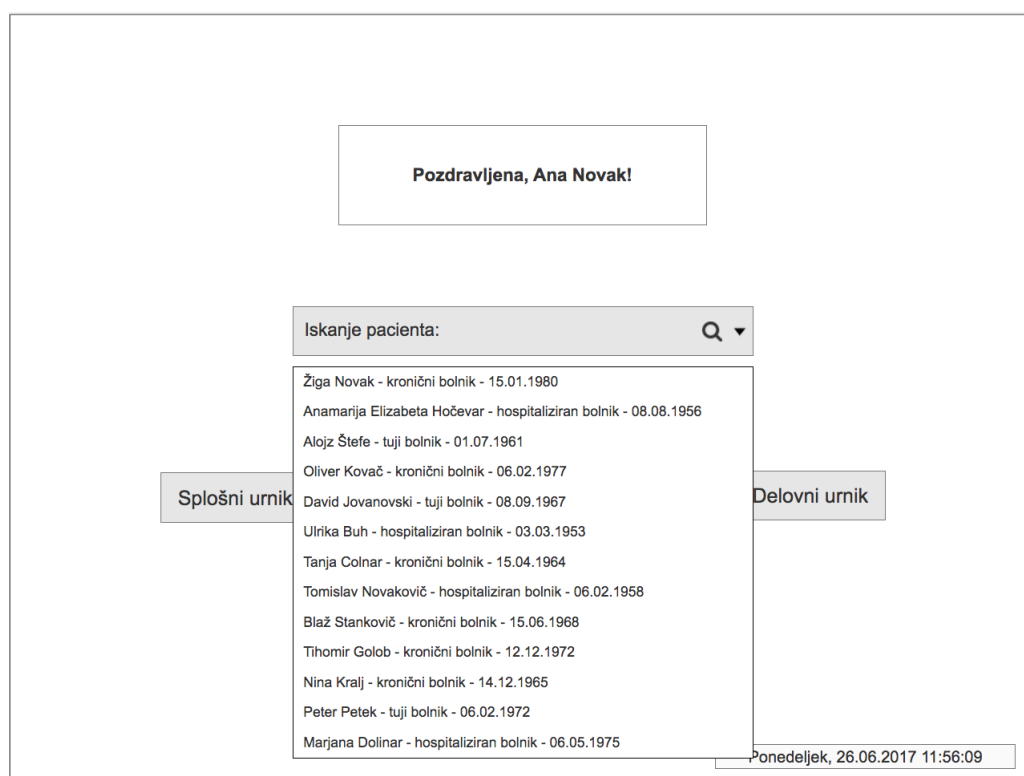 Pozdravljena, Ana Novak!
Iskanje pacienta:
Žiga Novak - kronični bolnik - 15.01.1980
Anamarija Elizabeta Hočevar - hospitaliziran bolnik - 08.08.1956
Alojz Štefe - tuji bolnik - 01.07.1961
Oliver Kovač - kronični bolnik - 06.02.1977
Splošni urnik
Delovni urnik
David Jovanovski - tuji bolnik - 08.09.1967
Ulrika Buh - hospitaliziran bolnik - 03.03.1953
Tanja Colnar - kronični bolnik - 15.04.1964
Tomislav Novakovič - hospitaliziran bolnik - 06.02.1958
Blaž Stankovič - kronični bolnik - 15.06.1968
Tihomir Golob - kronični bolnik - 12.12.1972
Nina Kralj - kronični bolnik - 14.12.1965
Peter Petek - tuji bolnik - 06.02.1972
Marjana Dolinar - hospitaliziran bolnik - 06.05.1975
Ponedeljek, 26.06.2017 11:56:09